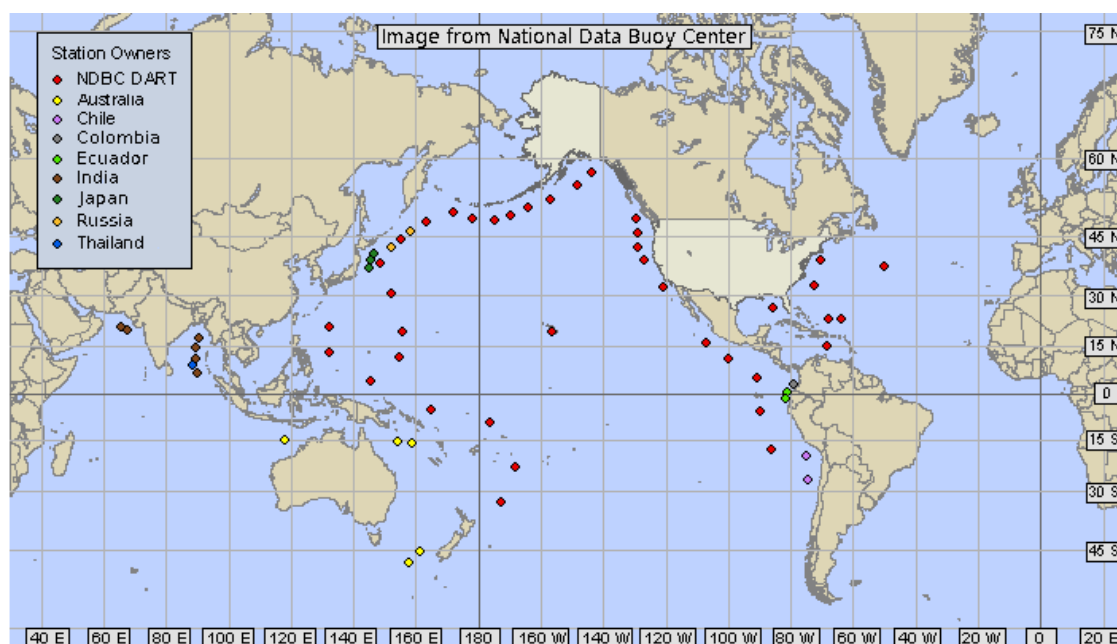 Image from National Data Buoy Center
Station Owners
NDBC DART
Australia
Chile
Colombia
Ecuador
India
Japan
Russia
Thailand
75 N
60 N
45 N
30 N
15 N
0
15 S
30 S
45 S
40 E 60 E 80 E 100 E 120 E 140 E 160 E 180 160 W 140 W 120 W 100 W 80 W 60 W 40 W 20 W 0 20 E